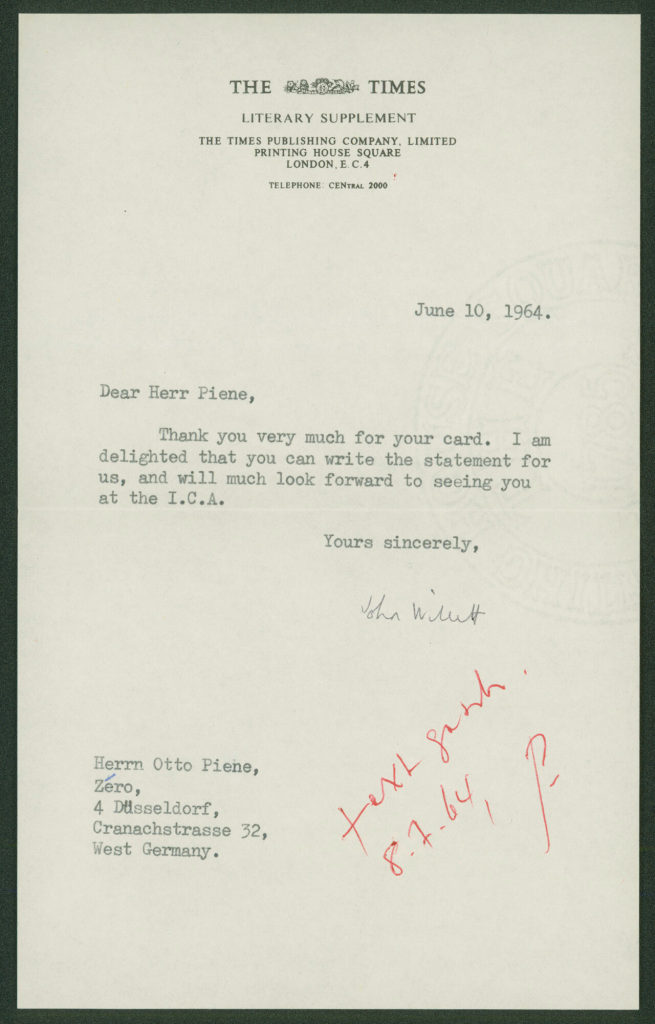 THE TIMES
LITERARY SUPPLEMENT
THE TIMES PUBLISHING COMPANY, LIMITED
PRINTING HOUSE SQUARE
LONDON, E.C.4
TELEPHONE: CENTRAL 2000
June 10, 1964.
Dear Herr Piene,
Thank you very much for your card. I am
delighted that you can write the statement for
us, and will much look forward to seeing you
at the I.C.A.
Yours sincerely,
John Willett
text
8.7.64, P.
Herrn Otto Piene,
Zéro,
4 Düsseldorf,
Cranachstrasse 32,
West Germany.